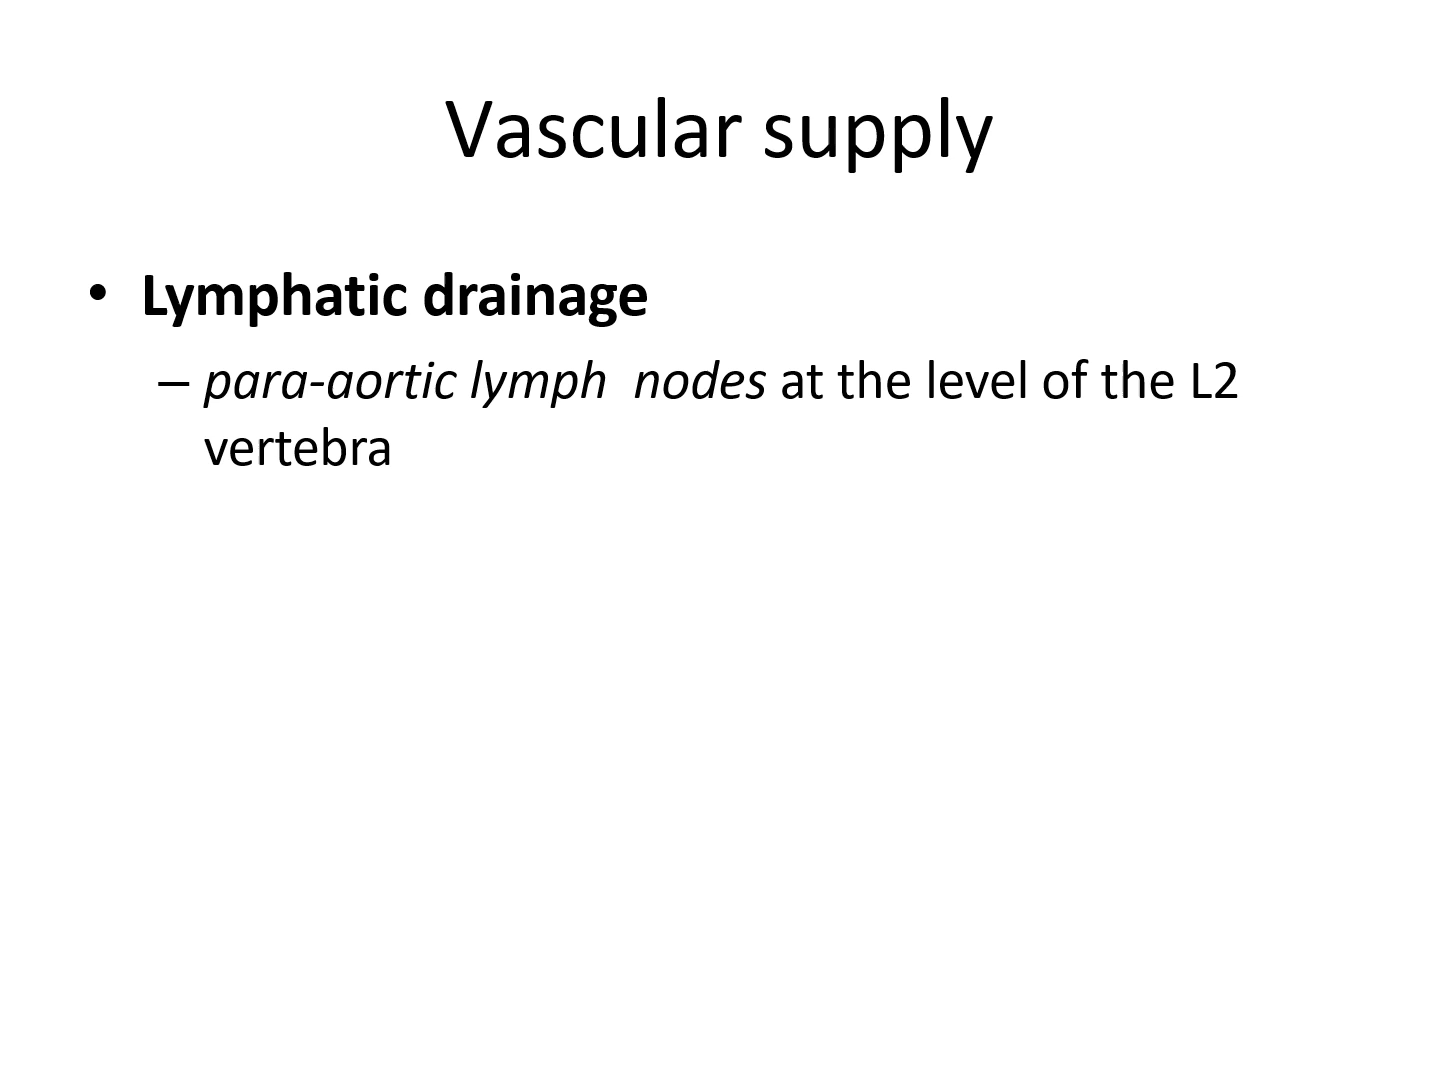 Vascular supply
• Lymphatic drainage
– para-aortic lymph  nodes at the level of the L2
vertebra